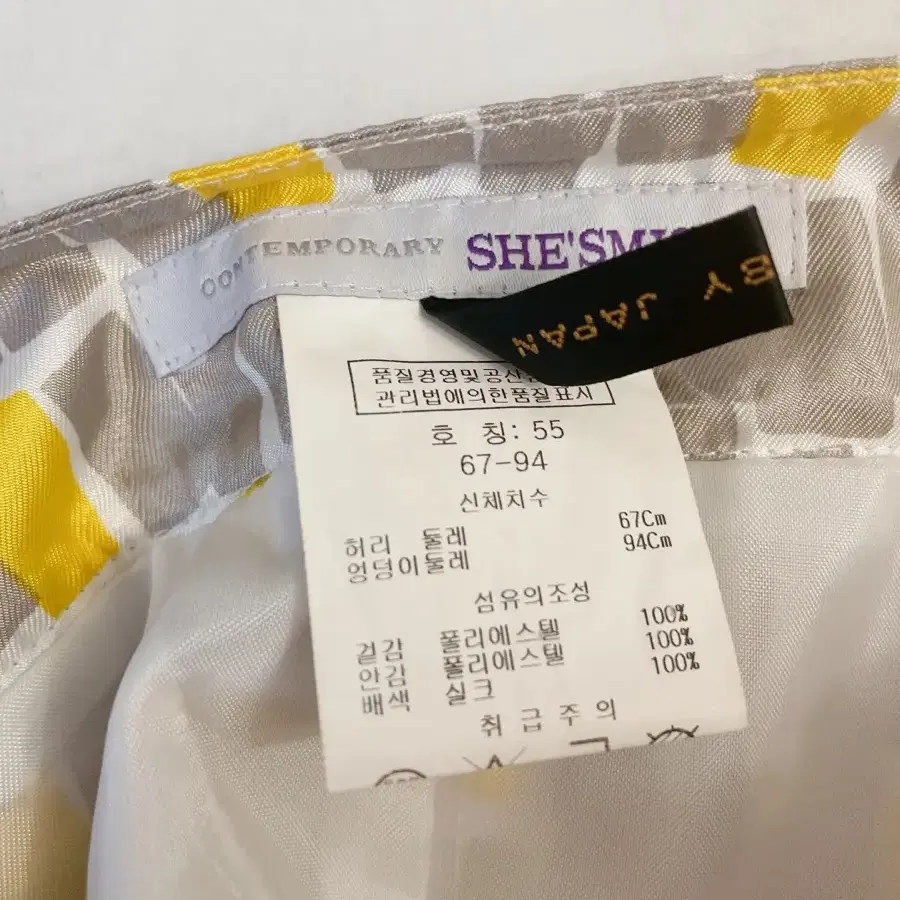 CONTEMPORARY SHE'SMIS
BY JAPAN
품질경영및공산
관리법에의한품질표시
호 칭: 55
67-94
신체치수
허리 둘레 67Cm
엉덩이둘레 94Cm
섬유의조성
겉감 폴리에스텔 100%
안감 폴리에스텔 100%
배색 실크 100%
취급주의